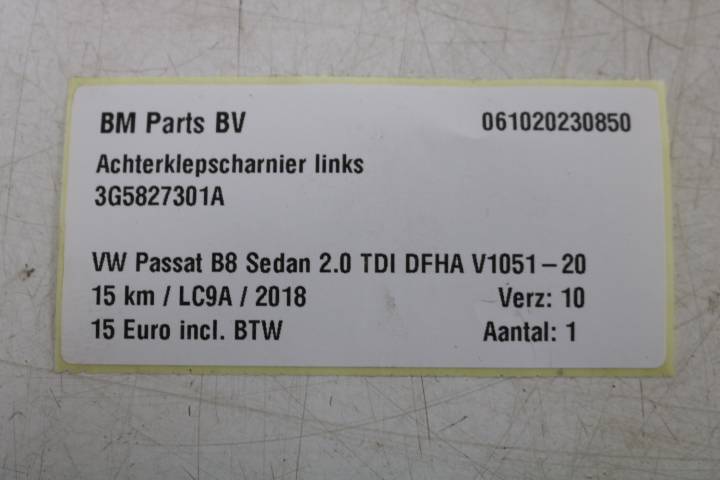 BM Parts BV 061020230850
Achterklepscharnier links
3G5827301A
VW Passat B8 Sedan 2.0 TDI DFHA V1051-20
15 km / LC9A / 2018 Verz: 10
15 Euro incl. BTW Aantal: 1